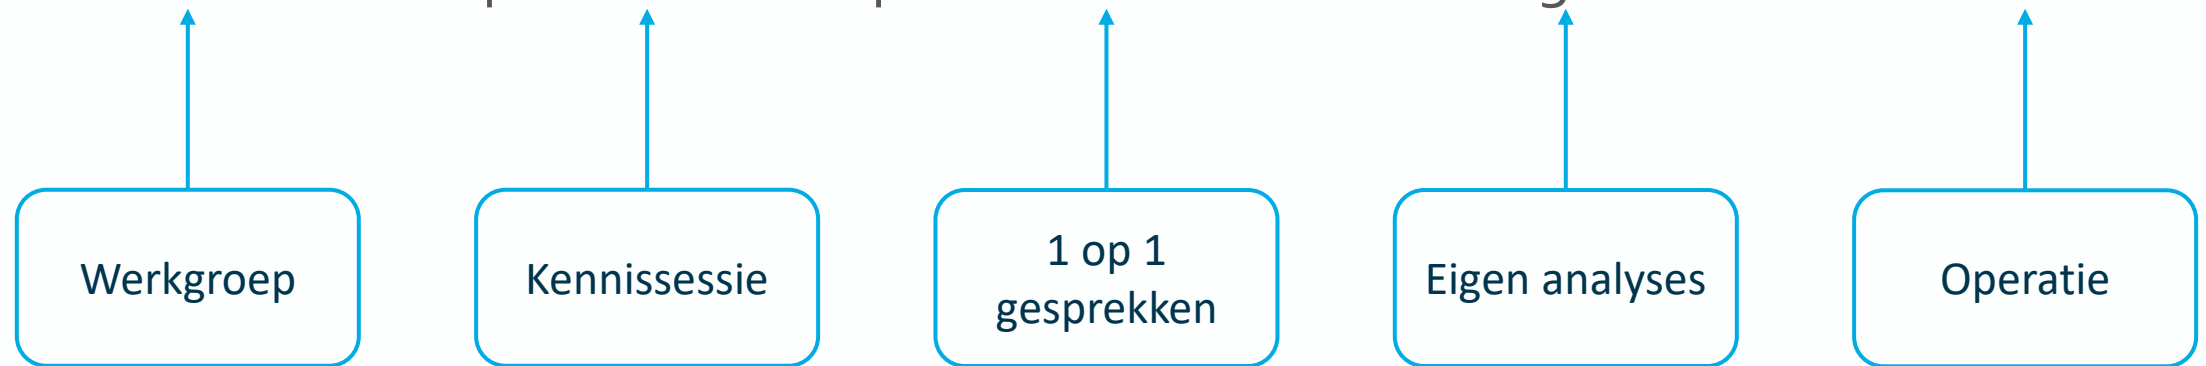 Werkgroep
Kennissessie
1 op 1
gesprekken
Eigen analyses
Operatie